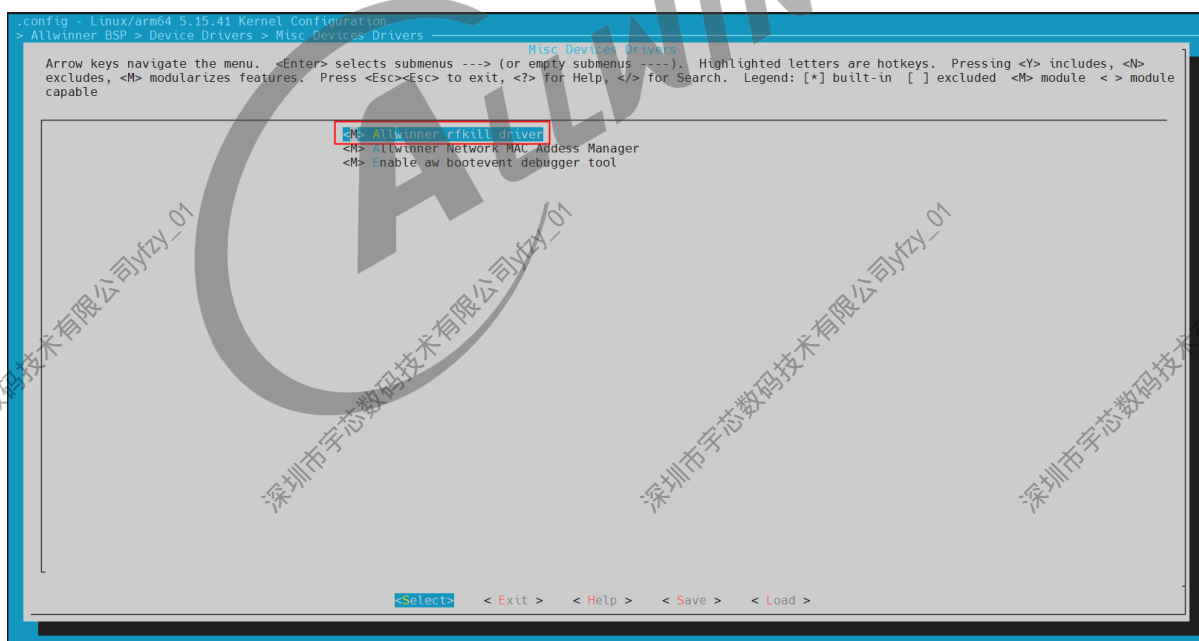 .config - Linux/arm64 5.15.41 Kernel Configuration
> Allwinner BSP > Device Drivers > Misc Devices Drivers
Misc Devices Drivers
Arrow keys navigate the menu.  <Enter> selects submenus ---> (or empty submenus ----).  Highlighted letters are hotkeys.  Pressing <Y> includes, <N>
excludes, <M> modularizes features.  Press <Esc><Esc> to exit, <?> for Help, </> for Search.  Legend: [*] built-in  [ ] excluded  <M> module  < > module
capable
<M> Allwinner rfkill driver
<M> Allwinner Network MAC Addess Manager
<M> Enable aw bootevent debugger tool
<Select>    < Exit >    < Help >    < Save >    < Load >
ALLWIN
深圳市宇芯数码技术有限公司yfzy_01
深圳市宇芯数码技术有限公司yfzy_01
深圳市宇芯数码技术有限公司yfzy_01
数码技术